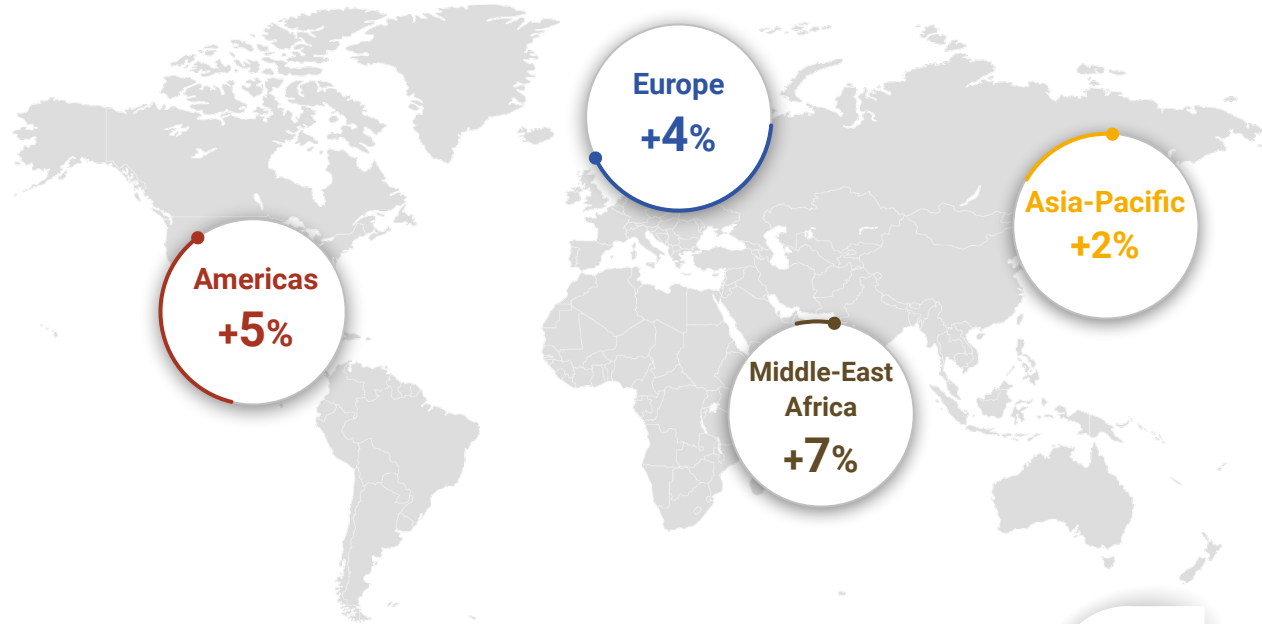 Europe
+4%
Asia-Pacific
+2%
Americas
+5%
Middle-East
Africa
+7%